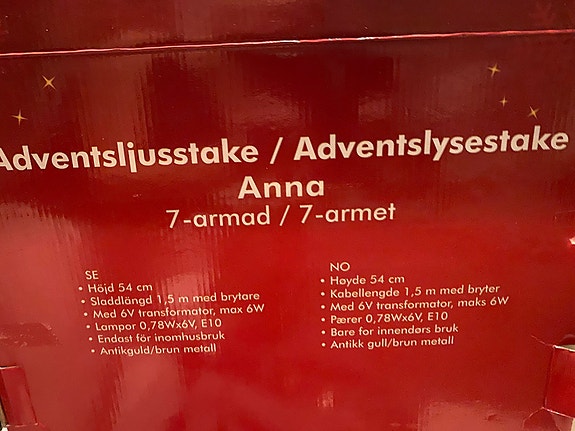 Adventsljusstake / Adventslysestake
Anna
7-armad / 7-armet
SE
• Höjd 54 cm
• Sladdlängd 1,5 m med brytare
• Med 6V transformator, max 6W
• Lampor 0,78Wx6V, E10
• Endast för inomhusbruk
• Antikguld/brun metall
NO
• Høyde 54 cm
• Kabellengde 1,5 m med bryter
• Med 6V transformator, maks 6W
• Pærer 0,78Wx6V, E10
• Bare for innendørs bruk
• Antikk gull/brun metall